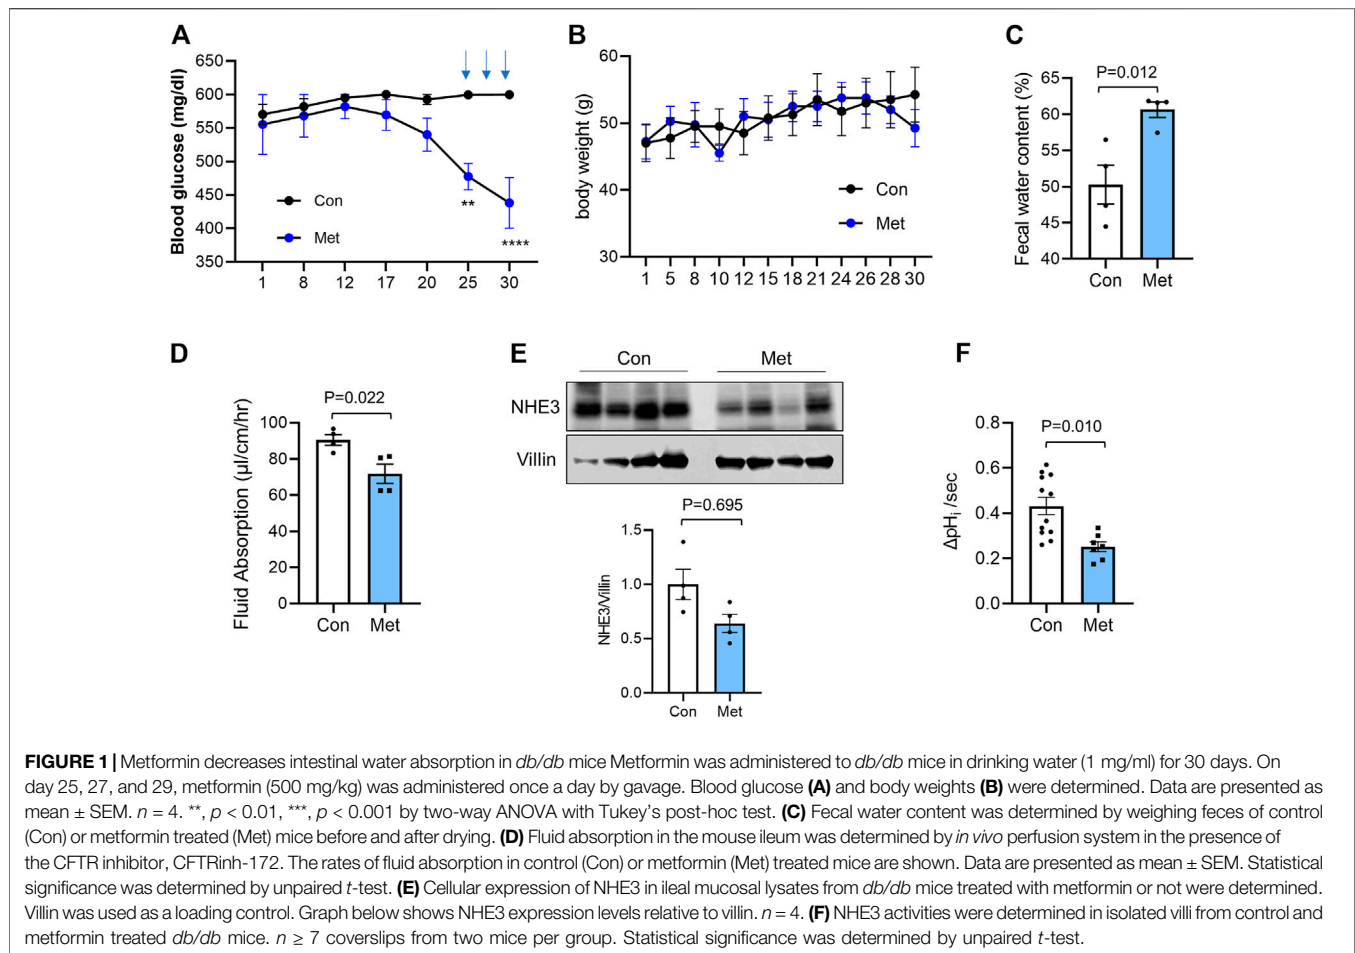 A
Blood glucose (mg/dl)
650
600
550
500
450
400
350
Con
Met
**
****
1 8 12 17 20 25 30
B
body weight (g)
60
50
40
30
Con
Met
1 5 8 10 12 15 18 21 24 26 28 30
C
P=0.012
Fecal water content (%)
65
60
55
50
45
40
Con Met
D
P=0.022
Fluid Absorption (µl/cm/hr)
100
80
60
40
20
0
Con Met
E
Con Met
NHE3
Villin
P=0.695
NHE3/Villin
1.5
1.0
0.5
0.0
Con Met
F
P=0.010
ΔpHi /sec
0.8
0.6
0.4
0.2
0.0
Con Met
FIGURE 1 | Metformin decreases intestinal water absorption in db/db mice Metformin was administered to db/db mice in drinking water (1 mg/ml) for 30 days. On
day 25, 27, and 29, metformin (500 mg/kg) was administered once a day by gavage. Blood glucose (A) and body weights (B) were determined. Data are presented as
mean ± SEM. n = 4. **, p < 0.01, ***, p < 0.001 by two-way ANOVA with Tukey's post-hoc test. (C) Fecal water content was determined by weighing feces of control
(Con) or metformin treated (Met) mice before and after drying. (D) Fluid absorption in the mouse ileum was determined by in vivo perfusion system in the presence of
the CFTR inhibitor, CFTRinh-172. The rates of fluid absorption in control (Con) or metformin (Met) treated mice are shown. Data are presented as mean ± SEM. Statistical
significance was determined by unpaired t-test. (E) Cellular expression of NHE3 in ileal mucosal lysates from db/db mice treated with metformin or not were determined.
Villin was used as a loading control. Graph below shows NHE3 expression levels relative to villin. n = 4. (F) NHE3 activities were determined in isolated villi from control and
metformin treated db/db mice. n ≥ 7 coverslips from two mice per group. Statistical significance was determined by unpaired t-test.